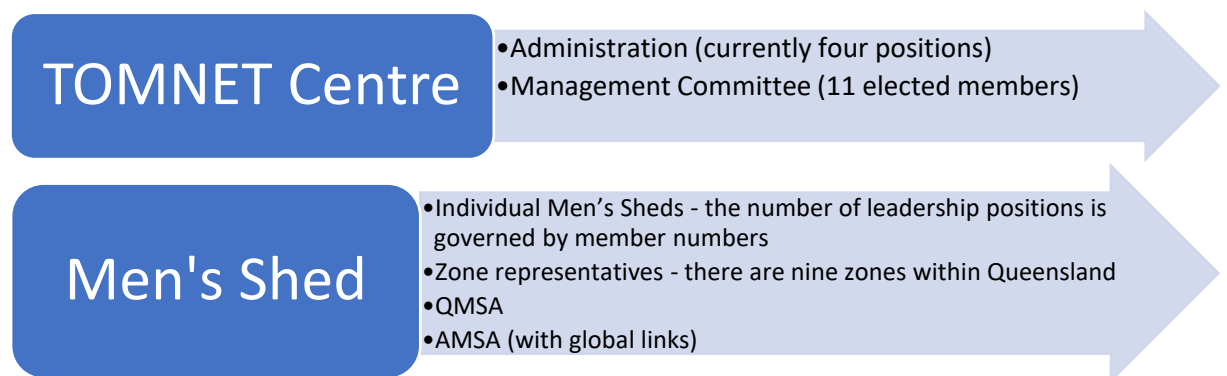 TOMNET Centre
•Administration (currently four positions)
•Management Committee (11 elected members)
Men's Shed
•Individual Men’s Sheds - the number of leadership positions is
governed by member numbers
•Zone representatives - there are nine zones within Queensland
•QMSA
•AMSA (with global links)